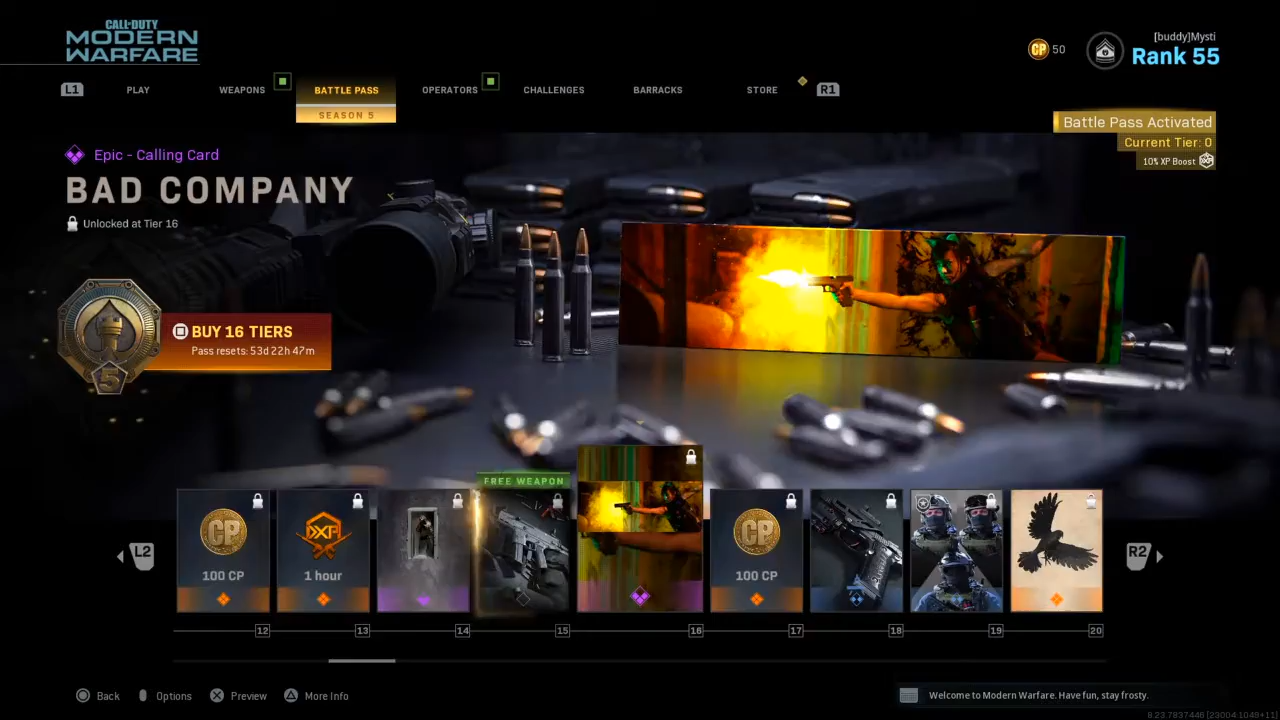 CALL·DUTY
MODERN
WARFARE
CP 50
[buddy]Mysti
Rank 55
L1
PLAY
WEAPONS
BATTLE PASS
SEASON 5
OPERATORS
CHALLENGES
BARRACKS
STORE
R1
Battle Pass Activated
Current Tier: 0
10% XP Boost
Epic - Calling Card
BAD COMPANY
Unlocked at Tier 16
BUY 16 TIERS
Pass resets: 53d 22h 47m
5
FREE WEAPON
L2
CP
100 CP
2XP
1 hour
CP
100 CP
R2
12
13
14
15
16
17
18
19
20
Back
Options
Preview
More Info
Welcome to Modern Warfare. Have fun, stay frosty.